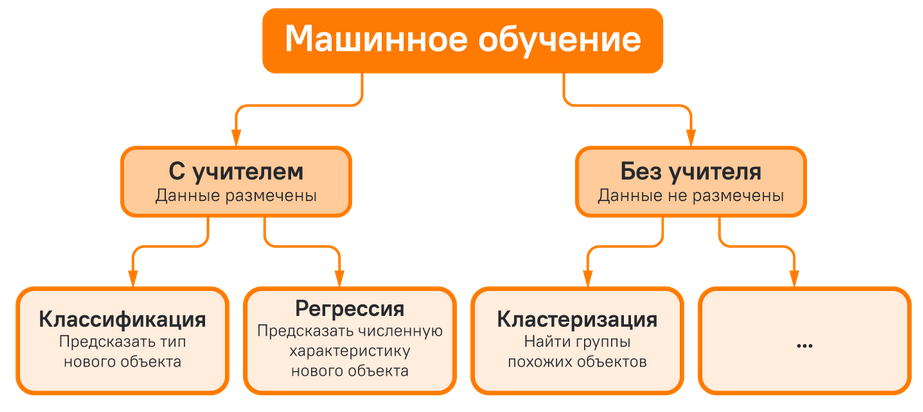 Машинное обучение
С учителем
Данные размечены
Без учителя
Данные не размечены
Классификация
Предсказать тип
нового объекта
Регрессия
Предсказать численную
характеристику
нового объекта
Кластеризация
Найти группы
похожих объектов
...